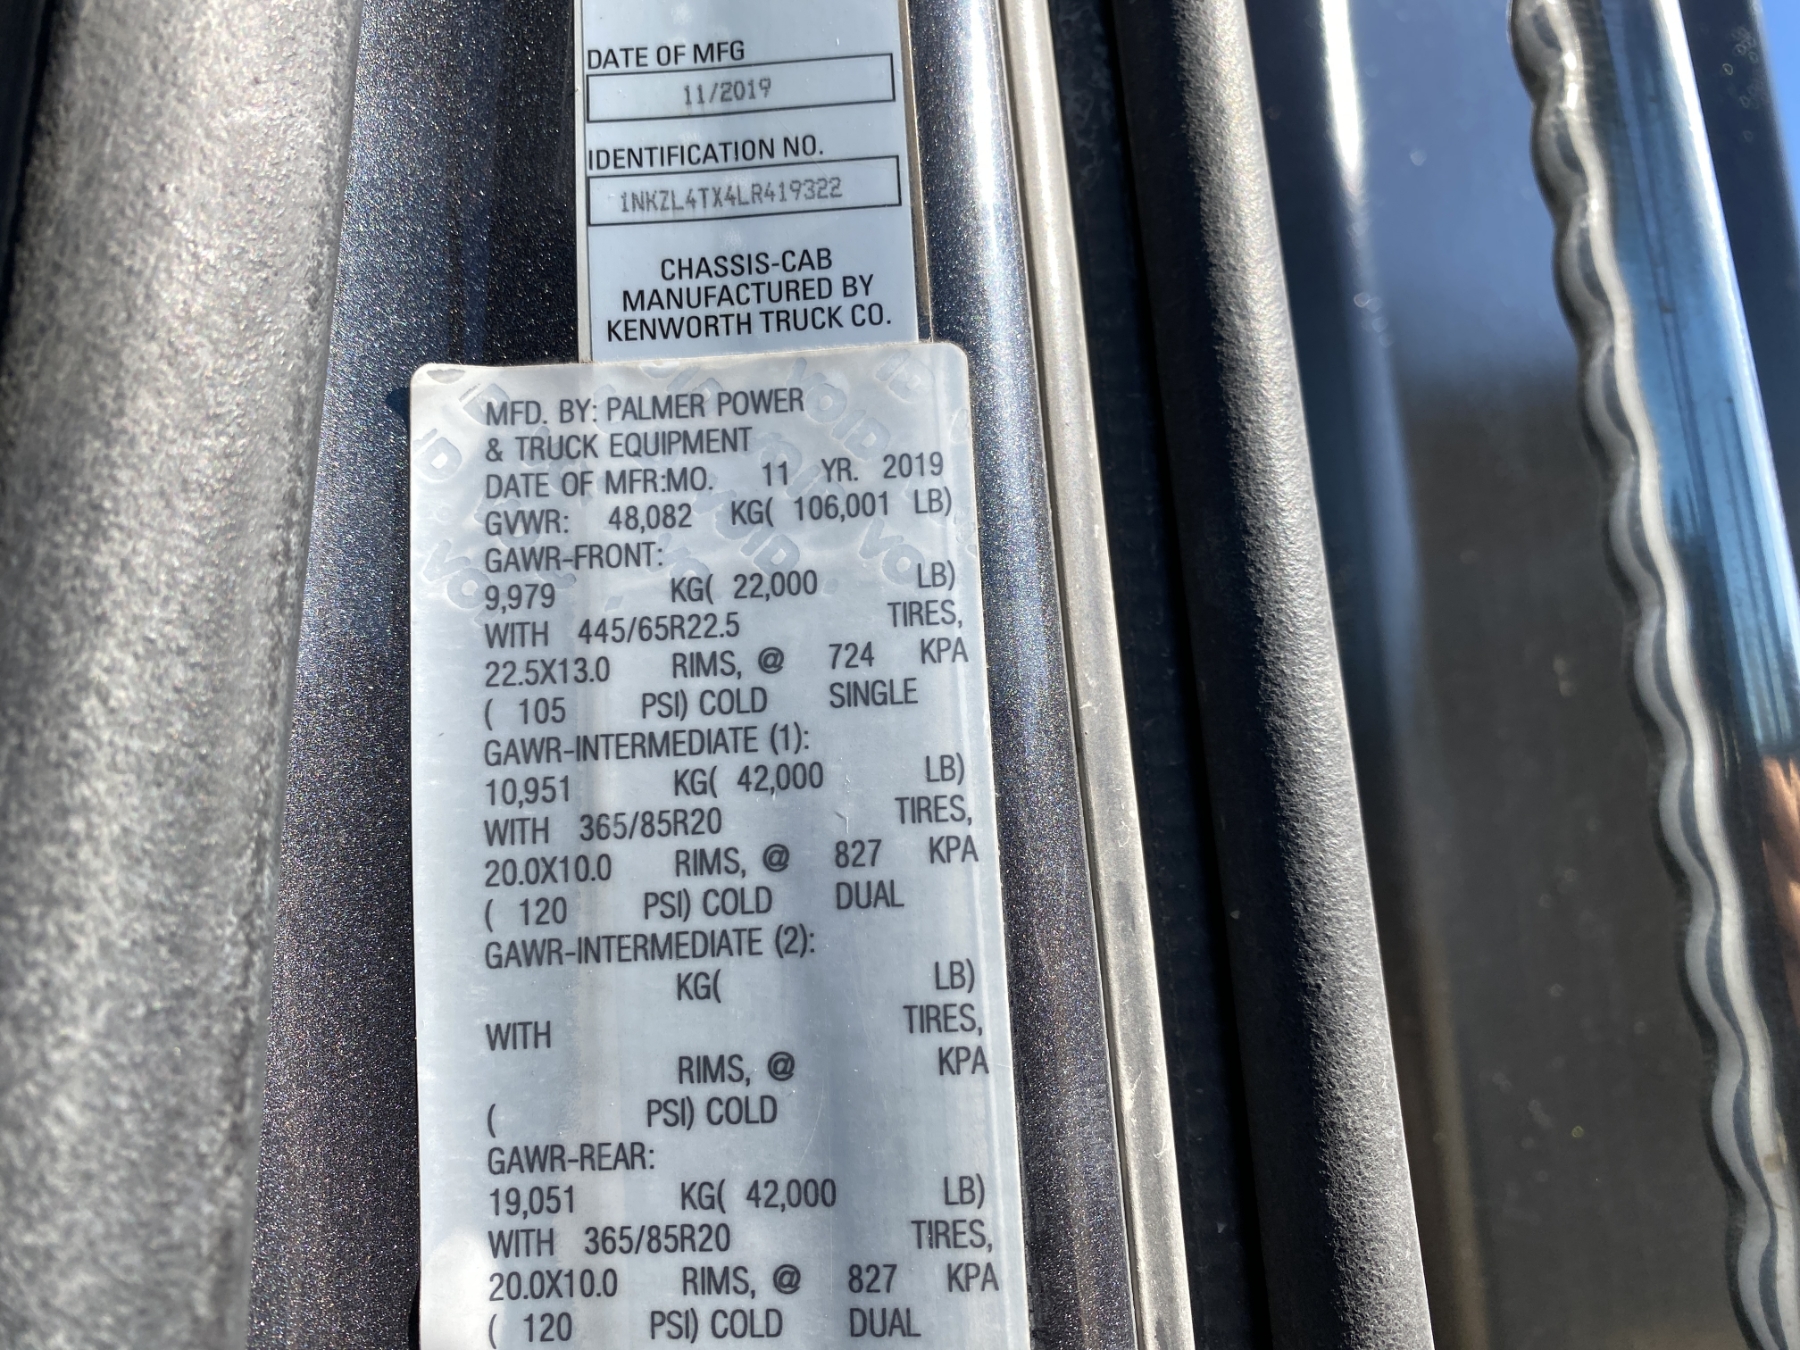 DATE OF MFG
11/2019
IDENTIFICATION NO.
1NKZL4TX4LR419322
CHASSIS-CAB
MANUFACTURED BY
KENWORTH TRUCK CO.
MFD. BY: PALMER POWER
& TRUCK EQUIPMENT
DATE OF MFR:MO. 11 YR. 2019
GVWR: 48,082 KG( 106,001 LB)
GAWR-FRONT:
9,979 KG( 22,000 LB)
WITH 445/65R22.5 TIRES,
22.5X13.0 RIMS, @ 724 KPA
( 105 PSI) COLD SINGLE
GAWR-INTERMEDIATE (1):
10,951 KG( 42,000 LB)
WITH 365/85R20 TIRES,
20.0X10.0 RIMS, @ 827 KPA
( 120 PSI) COLD DUAL
GAWR-INTERMEDIATE (2):
KG( LB)
WITH TIRES,
RIMS, @ KPA
( PSI) COLD
GAWR-REAR:
19,051 KG( 42,000 LB)
WITH 365/85R20 TIRES,
20.0X10.0 RIMS, @ 827 KPA
( 120 PSI) COLD DUAL